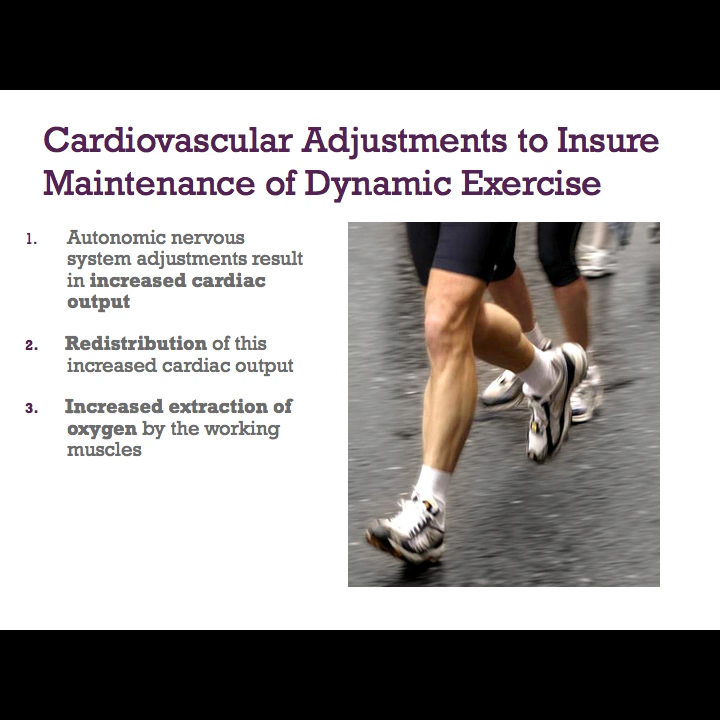 Cardiovascular Adjustments to Insure
Maintenance of Dynamic Exercise
1. Autonomic nervous
system adjustments result
in increased cardiac
output
2. Redistribution of this
increased cardiac output
3. Increased extraction of
oxygen by the working
muscles